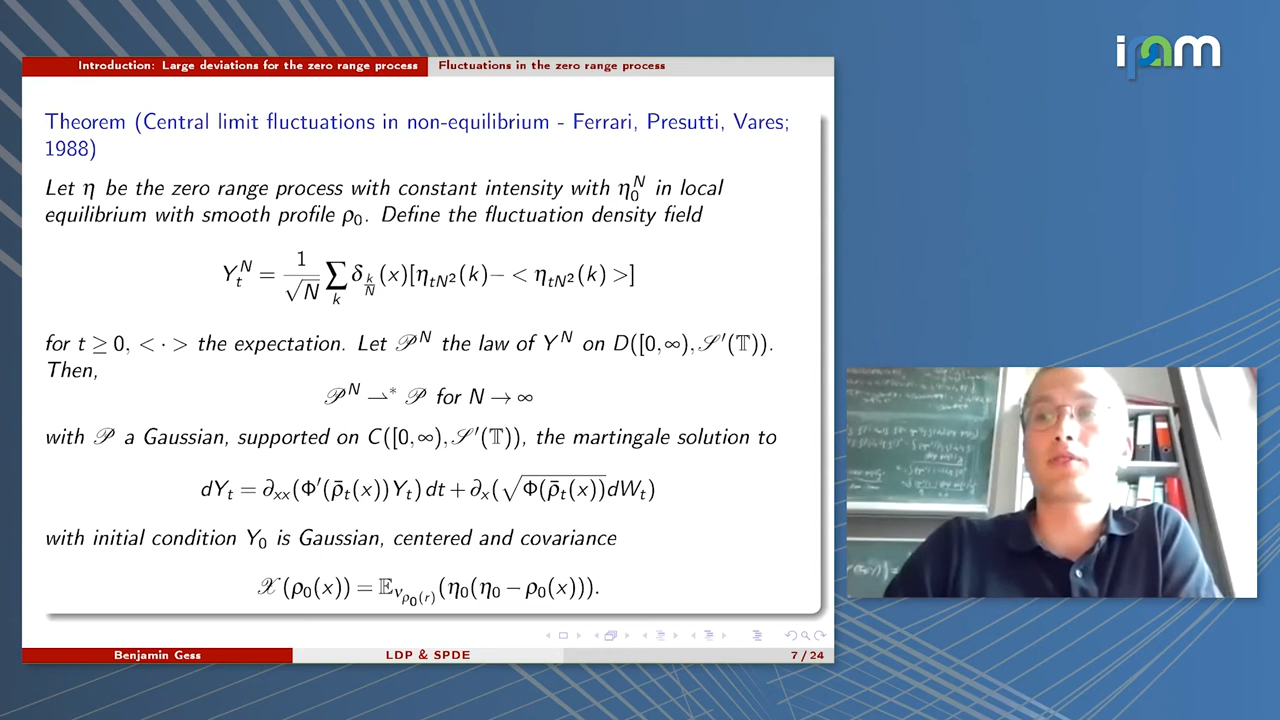 ipam
Introduction: Large deviations for the zero range process Fluctuations in the zero range process
Theorem (Central limit fluctuations in non-equilibrium - Ferrari, Presutti, Vares;
1988)
Let η be the zero range process with constant intensity with η₀ᴺ in local
equilibrium with smooth profile ρ₀. Define the fluctuation density field
Y_t^N = 1/√N ∑_k δ_{k/N}(x)[η_{tN²}(k)− < η_{tN²}(k) >]
for t ≥ 0, < · > the expectation. Let 𝒫^N the law of Y^N on D([0,∞),𝒮′(𝕋)).
Then,
𝒫^N ⇀* 𝒫 for N → ∞
with 𝒫 a Gaussian, supported on C([0,∞),𝒮′(𝕋)), the martingale solution to
dY_t = ∂_{xx}(Φ′(ρ̄_t(x))Y_t) dt + ∂_x(√Φ(ρ̄_t(x)) dW_t)
with initial condition Y₀ is Gaussian, centered and covariance
𝒳(ρ₀(x)) = 𝔼_{ν_{ρ₀(r)}}(η₀(η₀ − ρ₀(x))).
Benjamin Gess LDP & SPDE 7 / 24